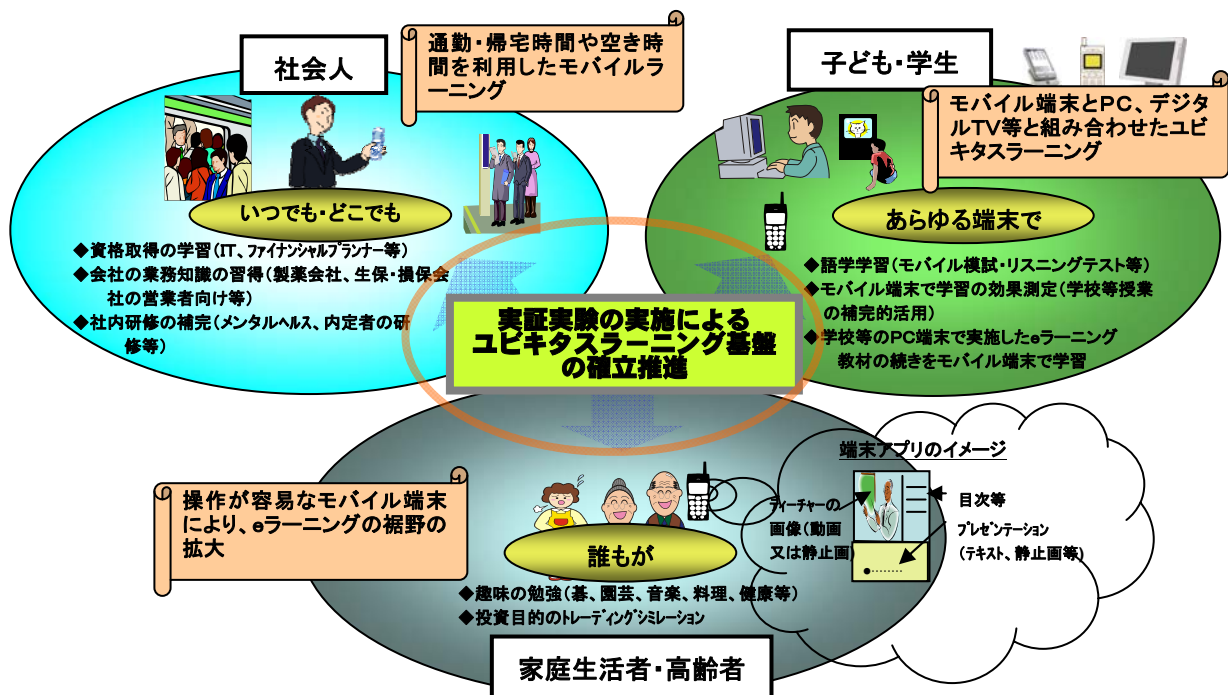 社会人
通勤・帰宅時間や空き時
間を利用したモバイルラ
ーニング
いつでも・どこでも
◆資格取得の学習(IT、ファイナンシャルプランナー等)
◆会社の業務知識の習得(製薬会社、生保・損保会
社の営業者向け等)
◆社内研修の補完(メンタルヘルス、内定者の研
修等)
子ども・学生
モバイル端末とPC、デジタ
ルTV等と組み合わせたユビ
キタスラーニング
あらゆる端末で
◆語学学習(モバイル模試・リスニングテスト等)
◆モバイル端末で学習の効果測定(学校等授業
の補完的活用)
◆学校等のPC端末で実施したeラーニング
教材の続きをモバイル端末で学習
実証実験の実施による
ユビキタスラーニング基盤
の確立推進
操作が容易なモバイル端末
により、eラーニングの裾野の
拡大
誰もが
◆趣味の勉強(碁、園芸、音楽、料理、健康等)
◆投資目的のトレーディングシミレーション
家庭生活者・高齢者
端末アプリのイメージ
ティーチャーの
画像(動画
又は静止画)
目次等
プレゼンテーション
(テキスト、静止画等)